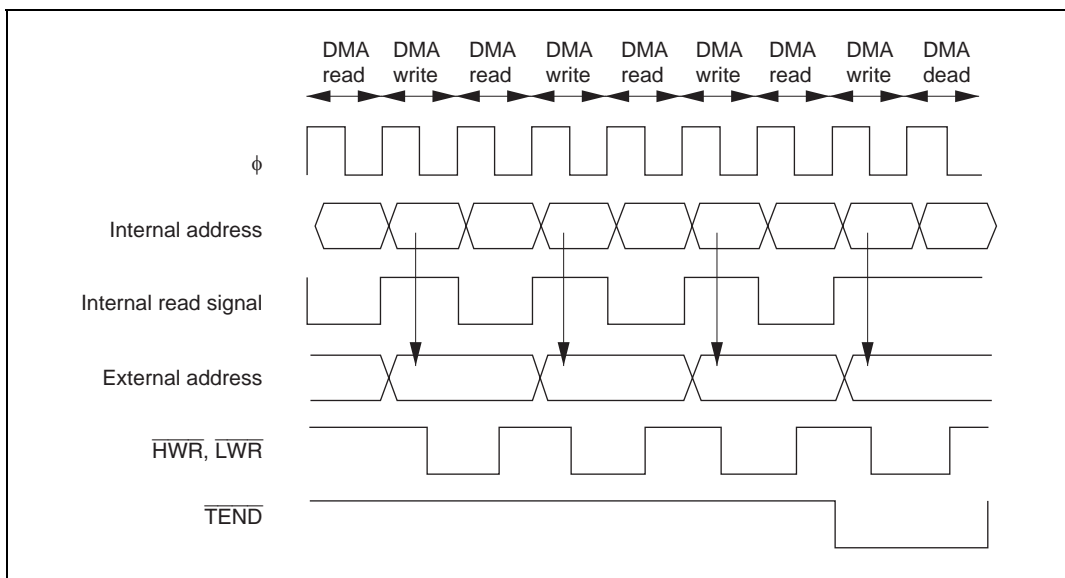 DMA read DMA write DMA read DMA write DMA read DMA write DMA read DMA write DMA dead
ϕ
Internal address
Internal read signal
External address
HWR, LWR
TEND